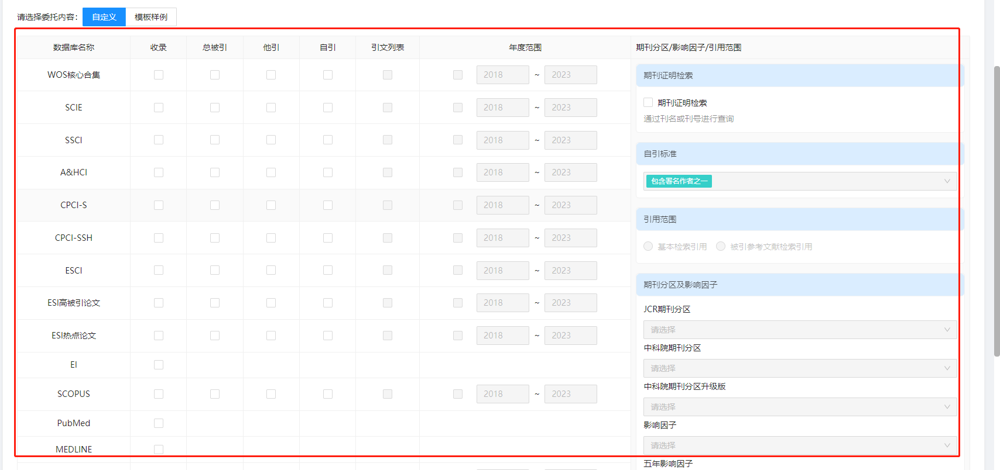 请选择委托内容: 自定义 模板样例
数据库名称 收录 总被引 他引 自引 引文列表 年度范围 期刊分区/影响因子/引用范围
WOS核心合集 2018 ~ 2023
SCIE 2018 ~ 2023
SSCI 2018 ~ 2023
A&HCI 2018 ~ 2023
CPCI-S 2018 ~ 2023
CPCI-SSH 2018 ~ 2023
ESCI 2018 ~ 2023
ESI高被引论文 2018 ~ 2023
ESI热点论文 2018 ~ 2023
EI
SCOPUS 2018 ~ 2023
PubMed
MEDLINE
期刊证明检索
期刊证明检索
通过刊名或刊号进行查询
自引标准
包含署名作者之一
引用范围
基本检索引用 被引参考文献检索引用
期刊分区及影响因子
JCR期刊分区
请选择
中科院期刊分区
请选择
中科院期刊分区升级版
请选择
影响因子
请选择
五年影响因子